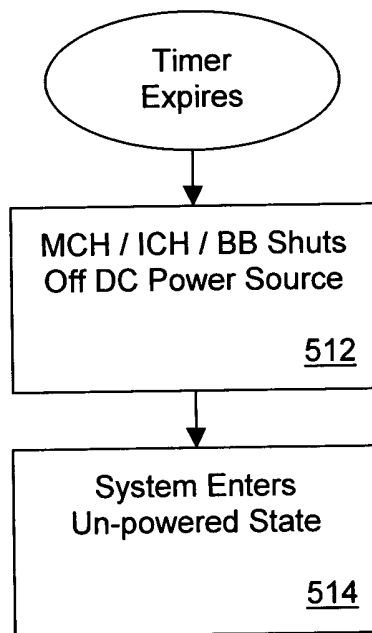 Timer
Expires
MCH / ICH / BB Shuts
Off DC Power Source
512
System Enters
Un-powered State
514